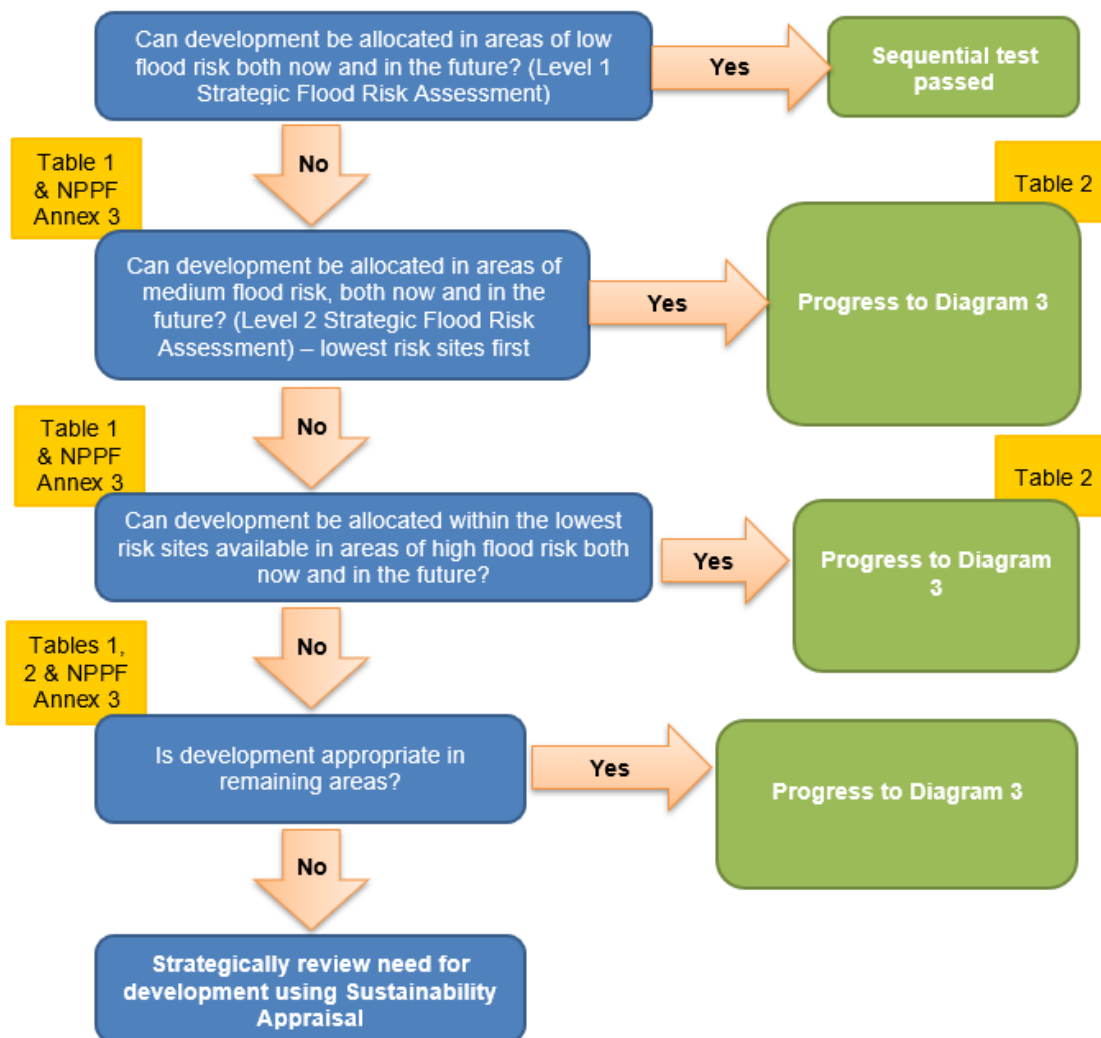 Can development be allocated in areas of low
flood risk both now and in the future? (Level 1
Strategic Flood Risk Assessment)
Yes
Sequential test
passed
No
Table 1
& NPPF
Annex 3
Table 2
Can development be allocated in areas of
medium flood risk, both now and in the
future? (Level 2 Strategic Flood Risk
Assessment) – lowest risk sites first
Yes
Progress to Diagram 3
No
Table 1
& NPPF
Annex 3
Table 2
Can development be allocated within the lowest
risk sites available in areas of high flood risk both
now and in the future?
Yes
Progress to Diagram
3
No
Tables 1,
2 & NPPF
Annex 3
Is development appropriate in
remaining areas?
Yes
Progress to Diagram 3
No
Strategically review need for
development using Sustainability
Appraisal